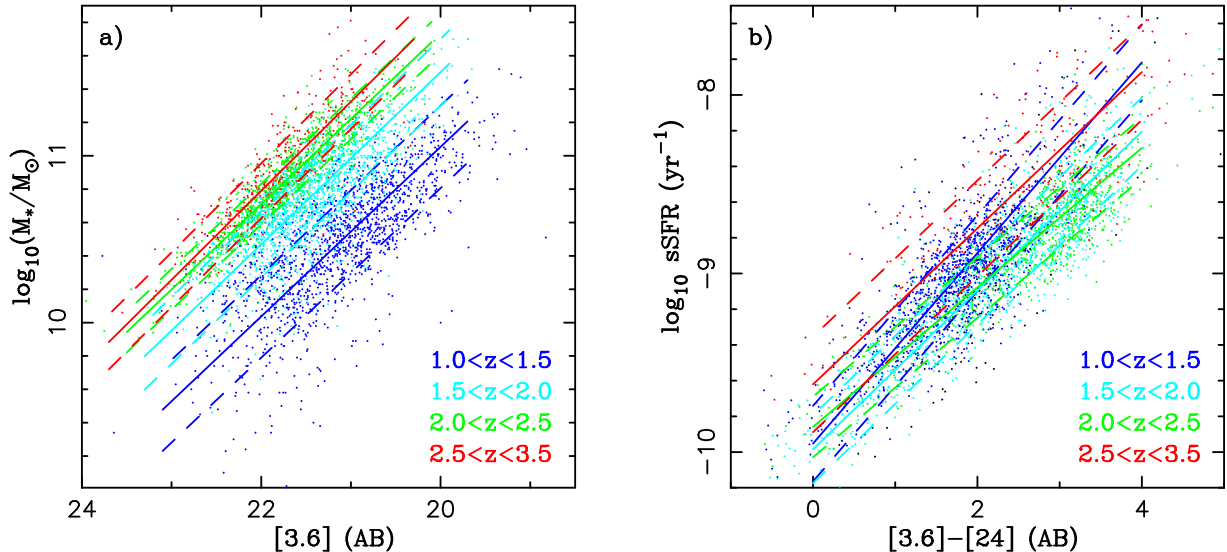 a)
log10(M*/M⊙)
11
10
24
22
20
[3.6] (AB)
1.0<z<1.5
1.5<z<2.0
2.0<z<2.5
2.5<z<3.5
b)
log10 sSFR (yr−1)
−8
−9
−10
0
2
4
[3.6]−[24] (AB)
1.0<z<1.5
1.5<z<2.0
2.0<z<2.5
2.5<z<3.5